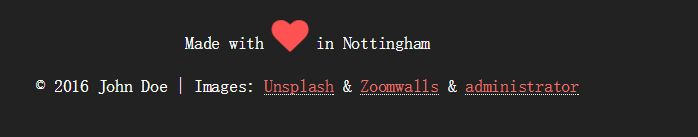 Made with ❤ in Nottingham
© 2016 John Doe | Images: Unsplash & Zoomwalls & administrator